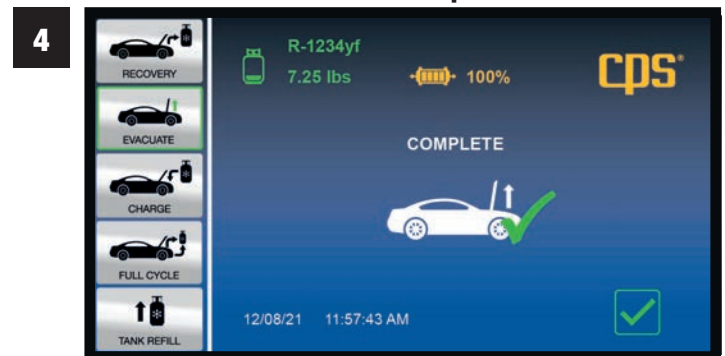 4
RECOVERY
EVACUATE
CHARGE
FULL CYCLE
TANK REFILL
R-1234yf
7.25 lbs
100%
cps®
COMPLETE
12/08/21 11:57:43 AM